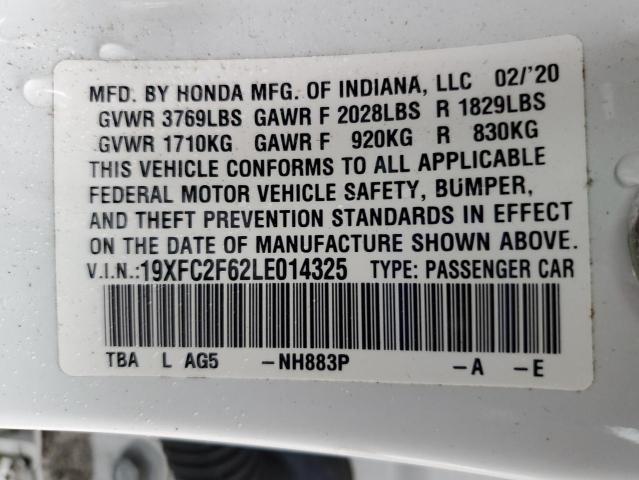 MFD. BY HONDA MFG. OF INDIANA, LLC 02/'20
GVWR 3769LBS GAWR F 2028LBS R 1829LBS
GVWR 1710KG GAWR F 920KG R 830KG
THIS VEHICLE CONFORMS TO ALL APPLICABLE
FEDERAL MOTOR VEHICLE SAFETY, BUMPER,
AND THEFT PREVENTION STANDARDS IN EFFECT
ON THE DATE OF MANUFACTURE SHOWN ABOVE.
V.I.N.:19XFC2F62LE014325 TYPE: PASSENGER CAR
TBA L AG5 -NH883P -A -E